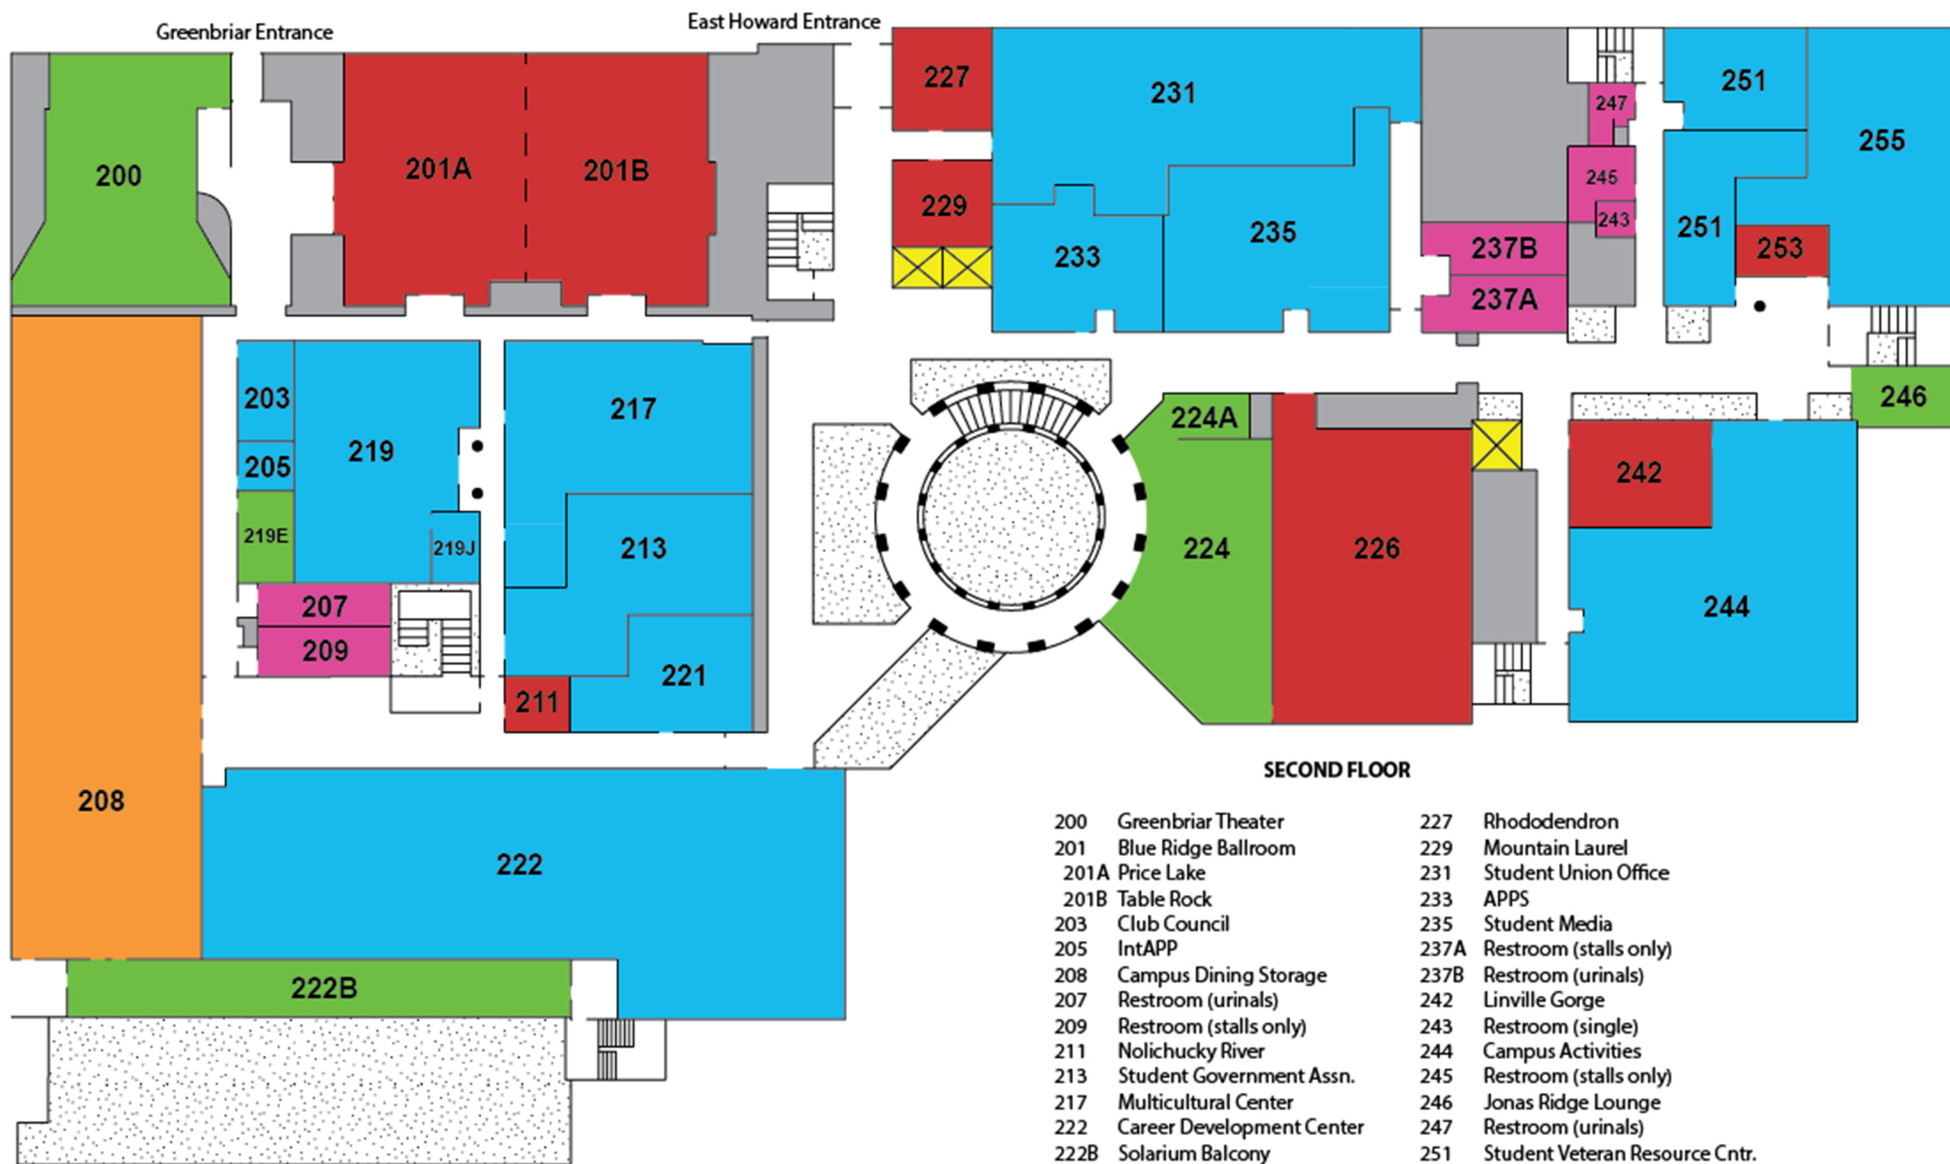 Greenbriar Entrance
East Howard Entrance
200
201A
201B
227
231
247
251
255
245
243
229
233
235
237B
237A
251
253
203
219
217
205
219E
219J
213
207
209
211
221
224A
224
226
242
246
244
208
222
222B
SECOND FLOOR
200 Greenbriar Theater
201 Blue Ridge Ballroom
201A Price Lake
201B Table Rock
203 Club Council
205 IntAPP
208 Campus Dining Storage
207 Restroom (urinals)
209 Restroom (stalls only)
211 Nolichucky River
213 Student Government Assn.
217 Multicultural Center
222 Career Development Center
222B Solarium Balcony
227 Rhododendron
229 Mountain Laurel
231 Student Union Office
233 APPS
235 Student Media
237A Restroom (stalls only)
237B Restroom (urinals)
242 Linville Gorge
243 Restroom (single)
244 Campus Activities
245 Restroom (stalls only)
246 Jonas Ridge Lounge
247 Restroom (urinals)
251 Student Veteran Resource Cntr.